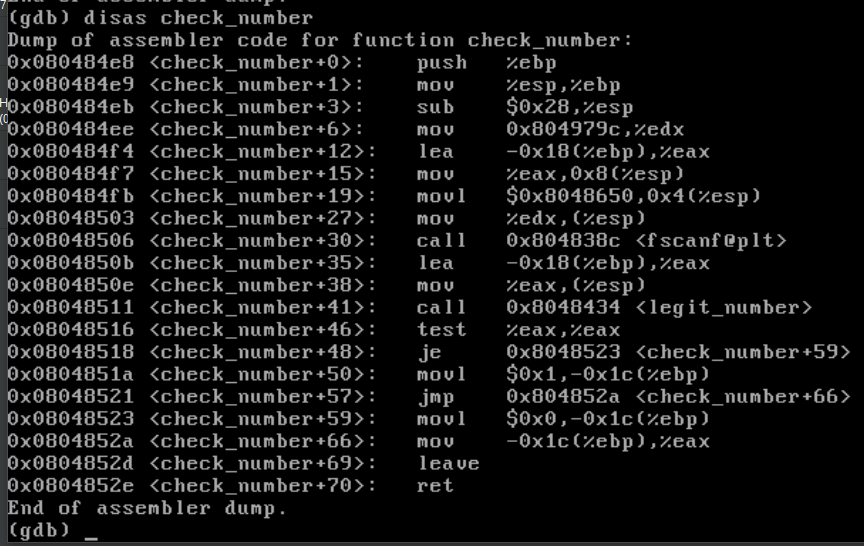 (gdb) disas check_number
Dump of assembler code for function check_number:
0x080484e8 <check_number+0>: push %ebp
0x080484e9 <check_number+1>: mov %esp,%ebp
0x080484eb <check_number+3>: sub $0x28,%esp
0x080484ee <check_number+6>: mov 0x804979c,%edx
0x080484f4 <check_number+12>: lea -0x18(%ebp),%eax
0x080484f7 <check_number+15>: mov %eax,0x8(%esp)
0x080484fb <check_number+19>: movl $0x8048650,0x4(%esp)
0x08048503 <check_number+27>: mov %edx,(%esp)
0x08048506 <check_number+30>: call 0x804838c <fscanf@plt>
0x0804850b <check_number+35>: lea -0x18(%ebp),%eax
0x0804850e <check_number+38>: mov %eax,(%esp)
0x08048511 <check_number+41>: call 0x8048434 <legit_number>
0x08048516 <check_number+46>: test %eax,%eax
0x08048518 <check_number+48>: je 0x8048523 <check_number+59>
0x0804851a <check_number+50>: movl $0x1,-0x1c(%ebp)
0x08048521 <check_number+57>: jmp 0x804852a <check_number+66>
0x08048523 <check_number+59>: movl $0x0,-0x1c(%ebp)
0x0804852a <check_number+66>: mov -0x1c(%ebp),%eax
0x0804852d <check_number+69>: leave
0x0804852e <check_number+70>: ret
End of assembler dump.
(gdb) _